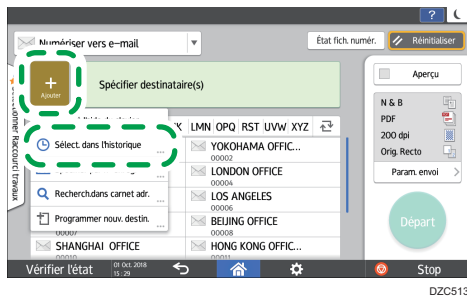 ?
Numériser vers e-mail
État fich. numér.
Réinitialiser
Ajouter
Spécifier destinataire(s)
Aperçu
N & B
PDF
200 dpi
Orig. Recto
Param. envoi
LMN OPQ RST UVW XYZ
Sélect. dans l'historique
...
YOKOHAMA OFFIC...
00002
LONDON OFFICE
00004
Recherch.dans carnet adr.
...
LOS ANGELES
00006
Programmer nouv. destin.
...
BEIJING OFFICE
00007
00008
SHANGHAI OFFICE
HONG KONG OFFIC...
00010
00011
Départ
Vérifier l'état
01 Oct. 2018
15 : 29
Stop
DZC513